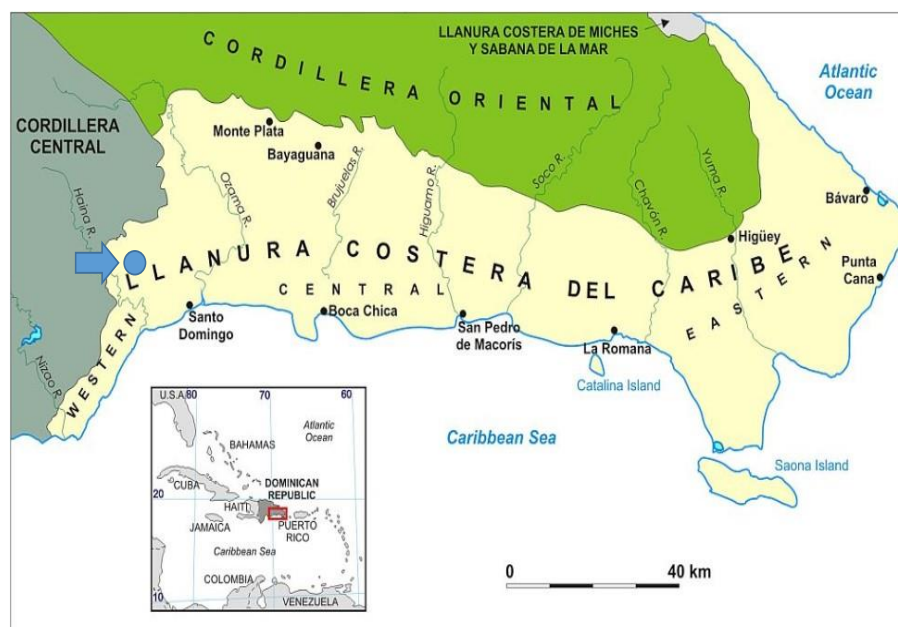 LLANURA COSTERA DE MICHES
Y SABANA DE LA MAR
CORDILLERA ORIENTAL
Atlantic
Ocean
CORDILLERA
CENTRAL
Monte Plata
Bayaguana
Haina R.
Ozama R.
Brujuelas R.
Higuamo R.
Soco R.
Chavón R.
Yuma R.
Bávaro
Higüey
Punta
Cana
LLANURA COSTERA DEL CARIBE
WESTERN
CENTRAL
EASTERN
Santo
Domingo
Boca Chica
San Pedro
de Macorís
La Romana
Catalina Island
Nizao R.
Caribbean Sea
Saona Island
U.S.A.
80
70
60
Atlantic
Ocean
BAHAMAS
CUBA
DOMINICAN
REPUBLIC
20
HAITI
JAMAICA
PUERTO
RICO
Caribbean Sea
COLOMBIA
10
VENEZUELA
0
40 km